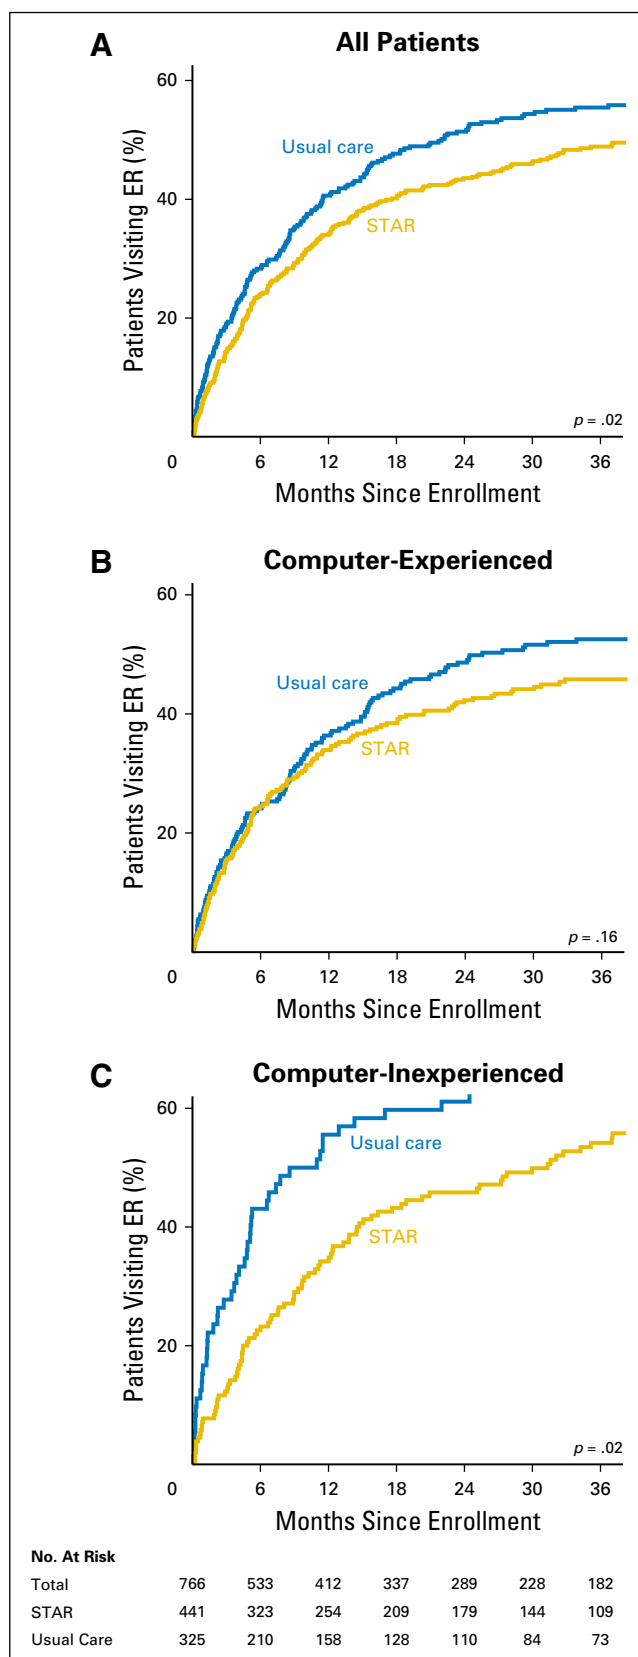 A All Patients
60
Usual care
40
STAR
20
Patients Visiting ER (%)
p = .02
0 6 12 18 24 30 36
Months Since Enrollment
B Computer-Experienced
60
Usual care
40
STAR
20
Patients Visiting ER (%)
p = .16
0 6 12 18 24 30 36
Months Since Enrollment
C Computer-Inexperienced
60
Usual care
40
STAR
20
Patients Visiting ER (%)
p = .02
0 6 12 18 24 30 36
Months Since Enrollment
No. At Risk
Total 766 533 412 337 289 228 182
STAR 441 323 254 209 179 144 109
Usual Care 325 210 158 128 110 84 73